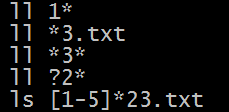 ll 1*
ll *3.txt
ll *3*
ll ?2*
ls [1-5]*23.txt